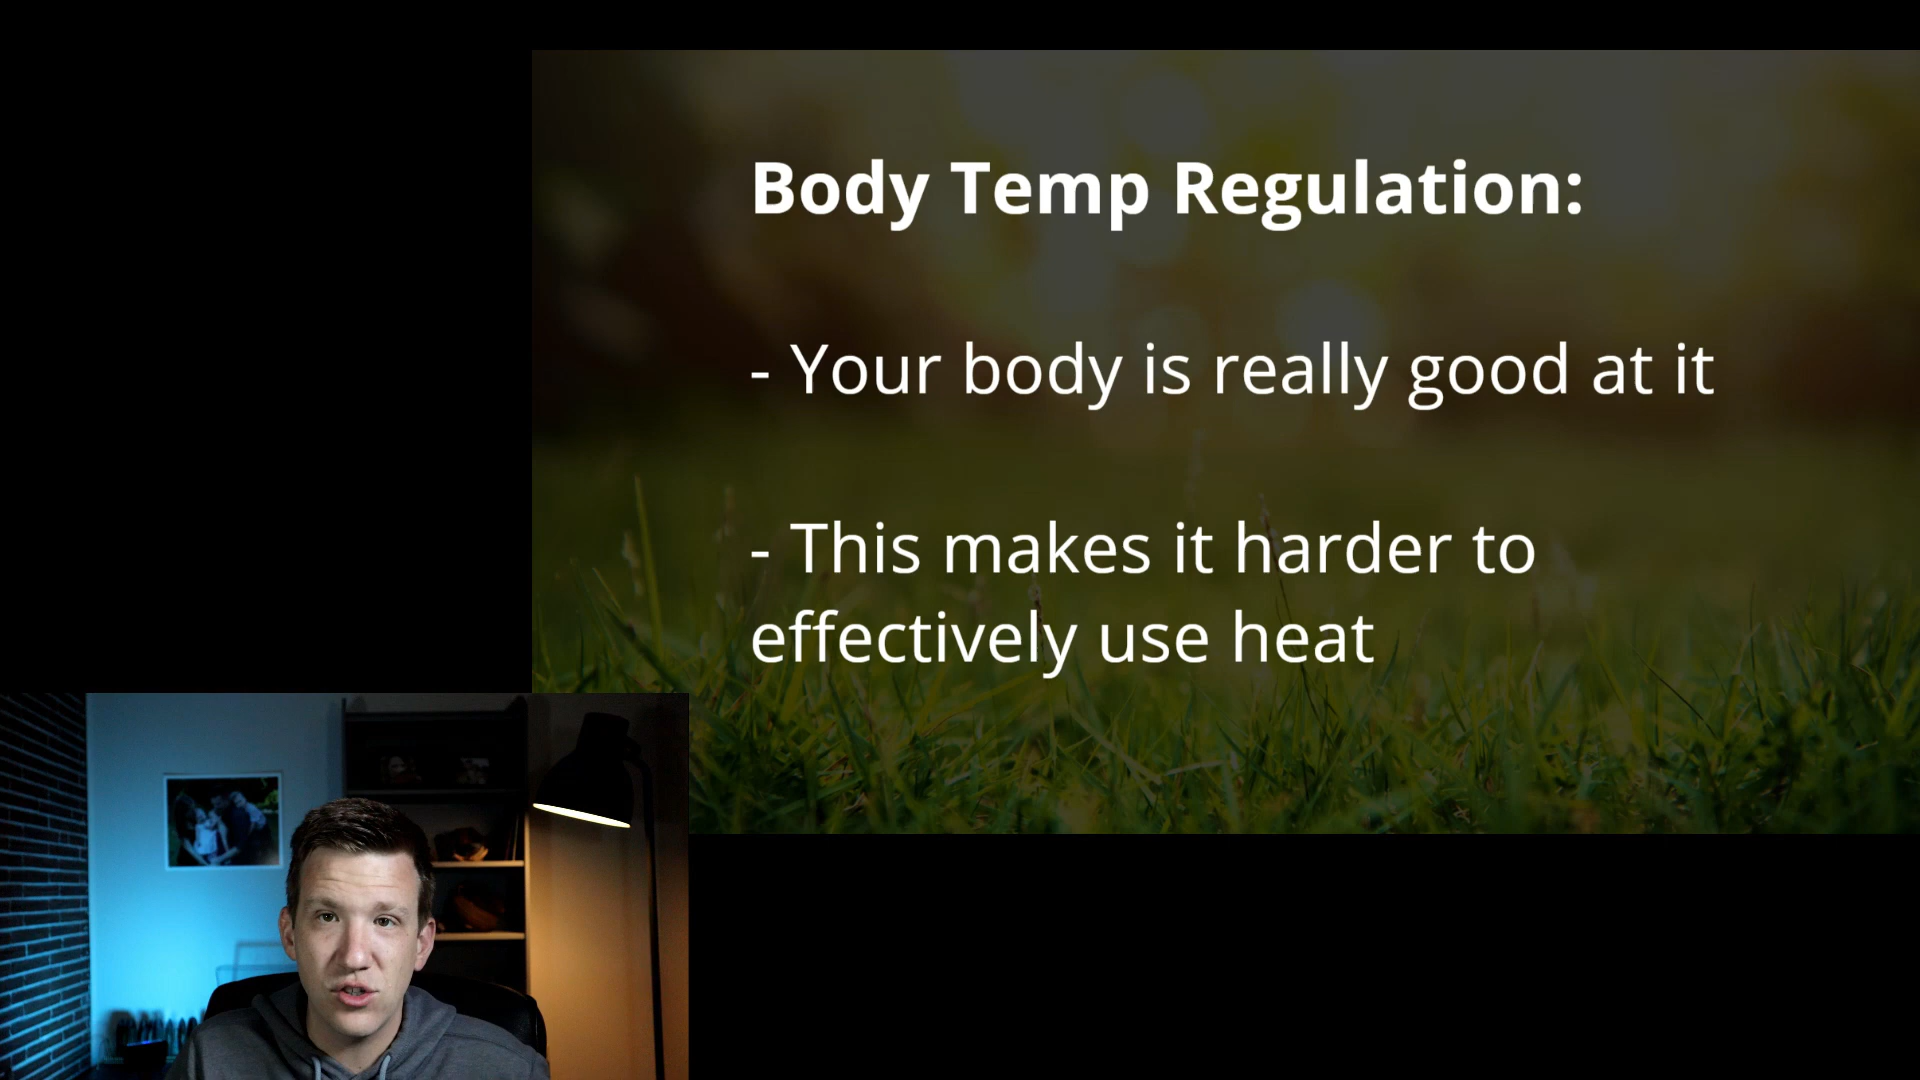 Body Temp Regulation:
- Your body is really good at it
- This makes it harder to
effectively use heat